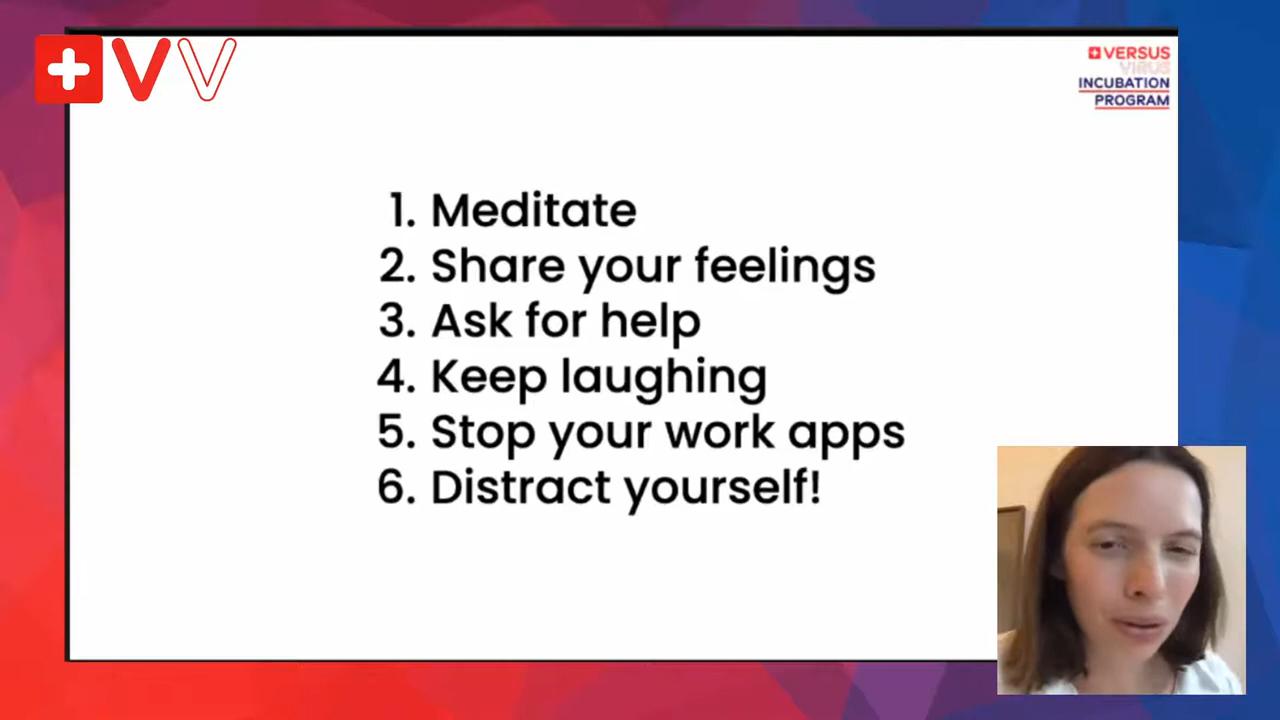 VV
VERSUS
VIRUS
INCUBATION
PROGRAM
1. Meditate
2. Share your feelings
3. Ask for help
4. Keep laughing
5. Stop your work apps
6. Distract yourself!